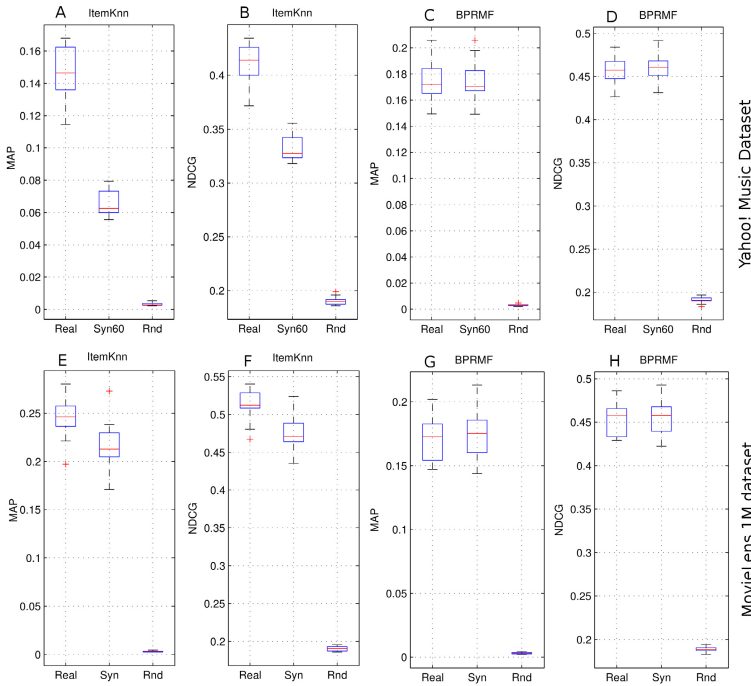 A ItemKnn
MAP
0.16
0.14
0.12
0.1
0.08
0.06
0.04
0.02
0
Real Syn60 Rnd
B ItemKnn
NDCG
0.4
0.35
0.3
0.25
0.2
Real Syn60 Rnd
C BPRMF
MAP
0.2
0.18
0.16
0.14
0.12
0.1
0.08
0.06
0.04
0.02
0
Real Syn60 Rnd
D BPRMF
NDCG
0.5
0.45
0.4
0.35
0.3
0.25
0.2
Real Syn60 Rnd
Yahoo! Music Dataset
E ItemKnn
MAP
0.25
0.2
0.15
0.1
0.05
0
Real Syn Rnd
F ItemKnn
NDCG
0.55
0.5
0.45
0.4
0.35
0.3
0.25
0.2
Real Syn Rnd
G BPRMF
MAP
0.2
0.15
0.1
0.05
0
Real Syn Rnd
H BPRMF
NDCG
0.5
0.45
0.4
0.35
0.3
0.25
0.2
Real Syn Rnd
MovieLens 1M dataset